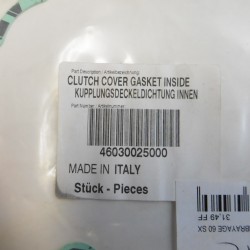 Part Description / Artikelbezeichnung
CLUTCH COVER GASKET INSIDE
KUPPLUNGSDECKELDICHTUNG INNEN
Part Number / Artikelnummer
46030025000
MADE IN ITALY
Stück - Pieces
BRAYAGE 60 SX
31,49 FF